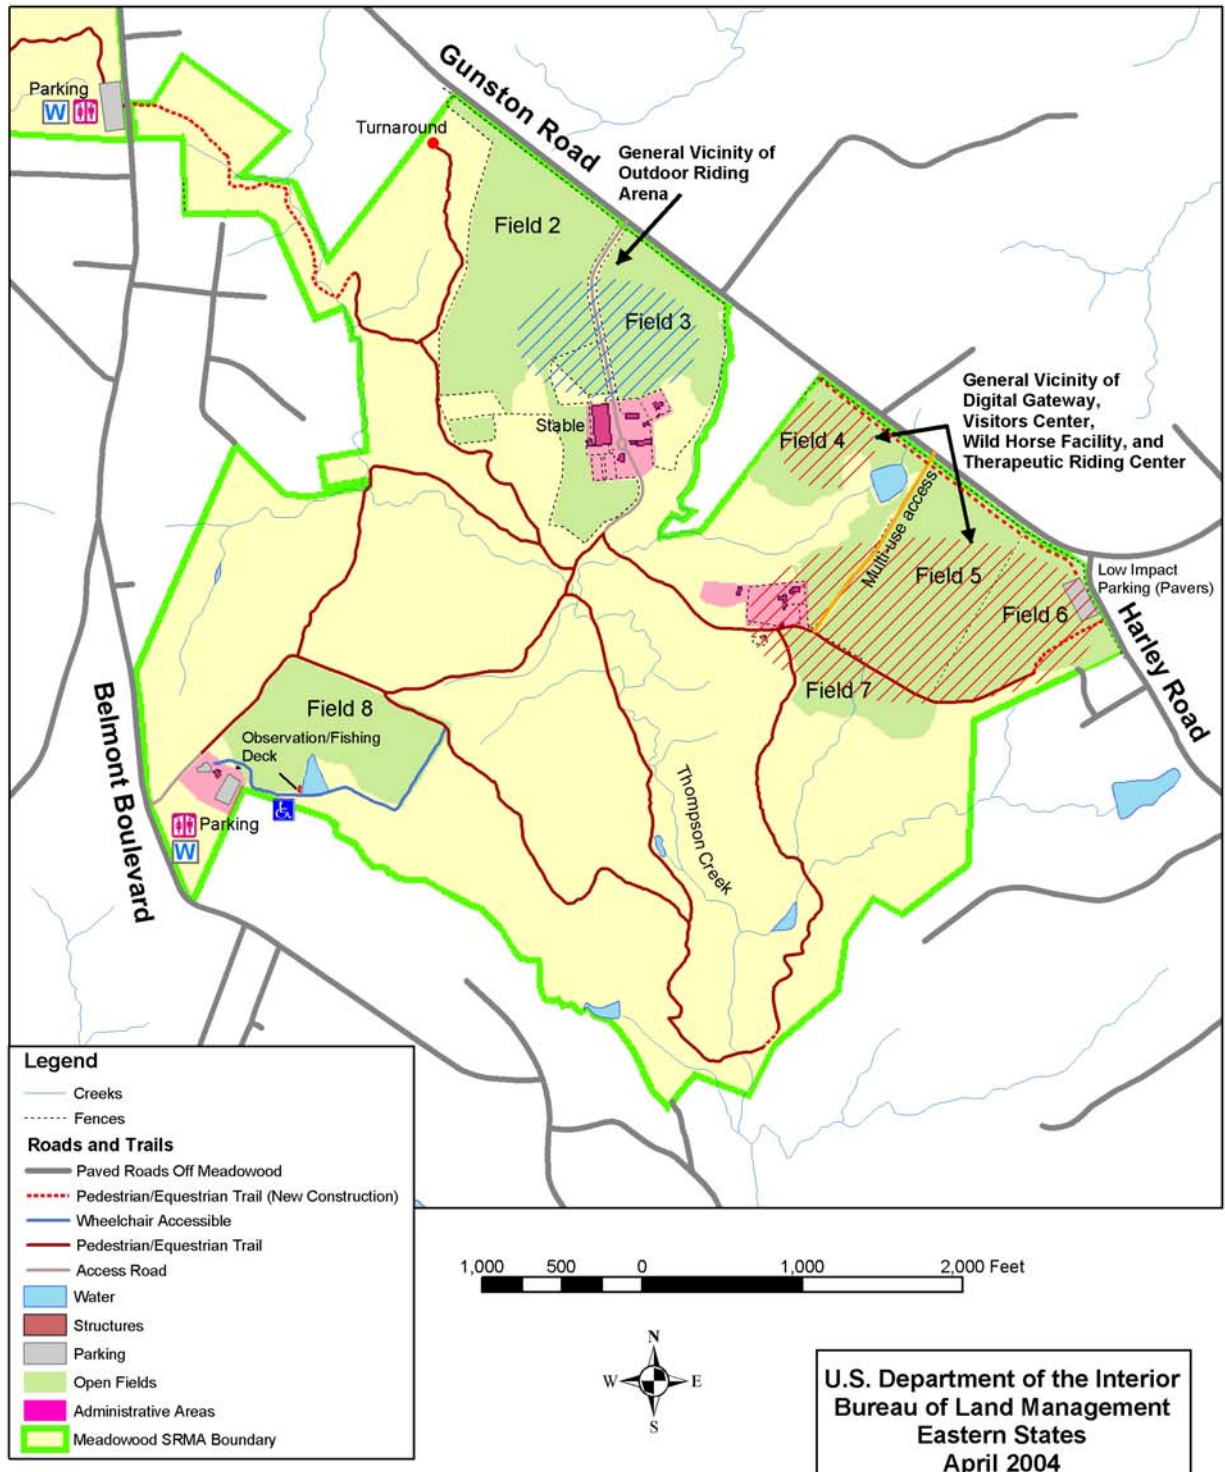 Gunston Road
Parking
W
Turnaround
General Vicinity of
Outdoor Riding
Arena
Field 2
Field 3
General Vicinity of
Digital Gateway,
Visitors Center,
Wild Horse Facility, and
Therapeutic Riding Center
Stable
Field 4
Multi-use access
Field 5
Low Impact
Parking (Pavers)
Field 6
Harley Road
Field 7
Belmont Boulevard
Field 8
Observation/Fishing
Deck
Thompson Creek
Parking
W
Legend
Creeks
Fences
Roads and Trails
Paved Roads Off Meadowood
Pedestrian/Equestrian Trail (New Construction)
Wheelchair Accessible
Pedestrian/Equestrian Trail
Access Road
Water
Structures
Parking
Open Fields
Administrative Areas
Meadowood SRMA Boundary
1,000 500 0 1,000 2,000 Feet
N
W E
S
U.S. Department of the Interior
Bureau of Land Management
Eastern States
April 2004